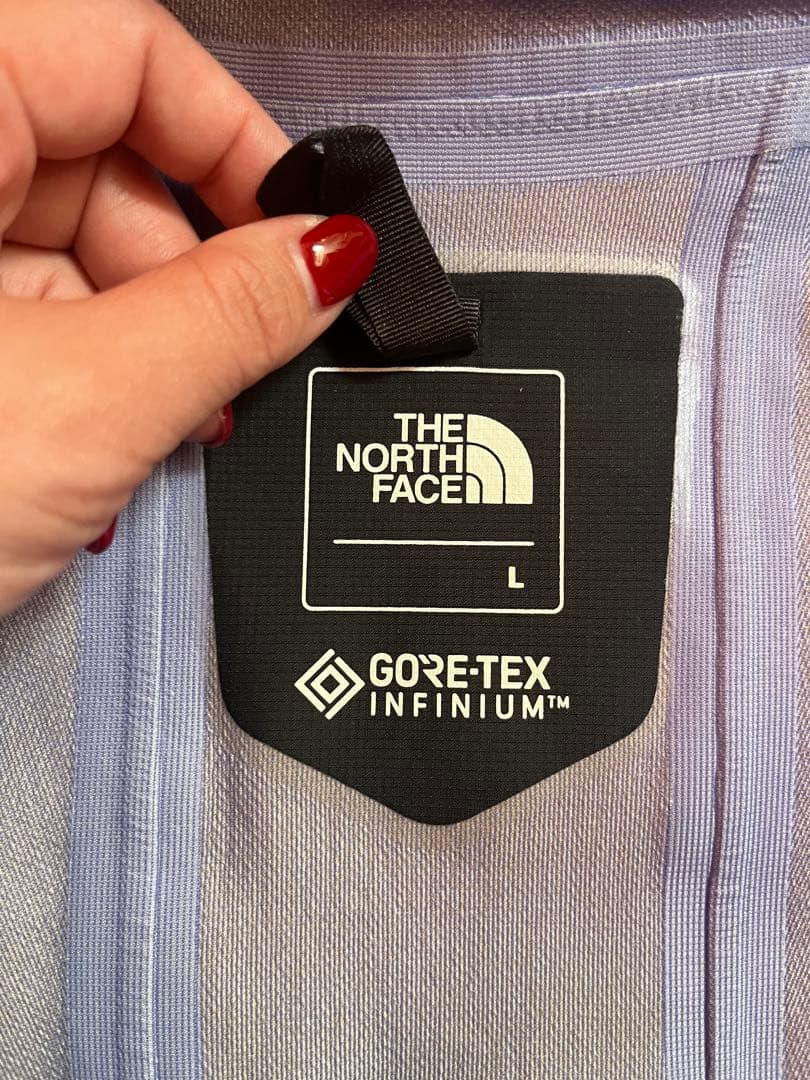 THE
NORTH
FACE
L
GORE-TEX
INFINIUM™